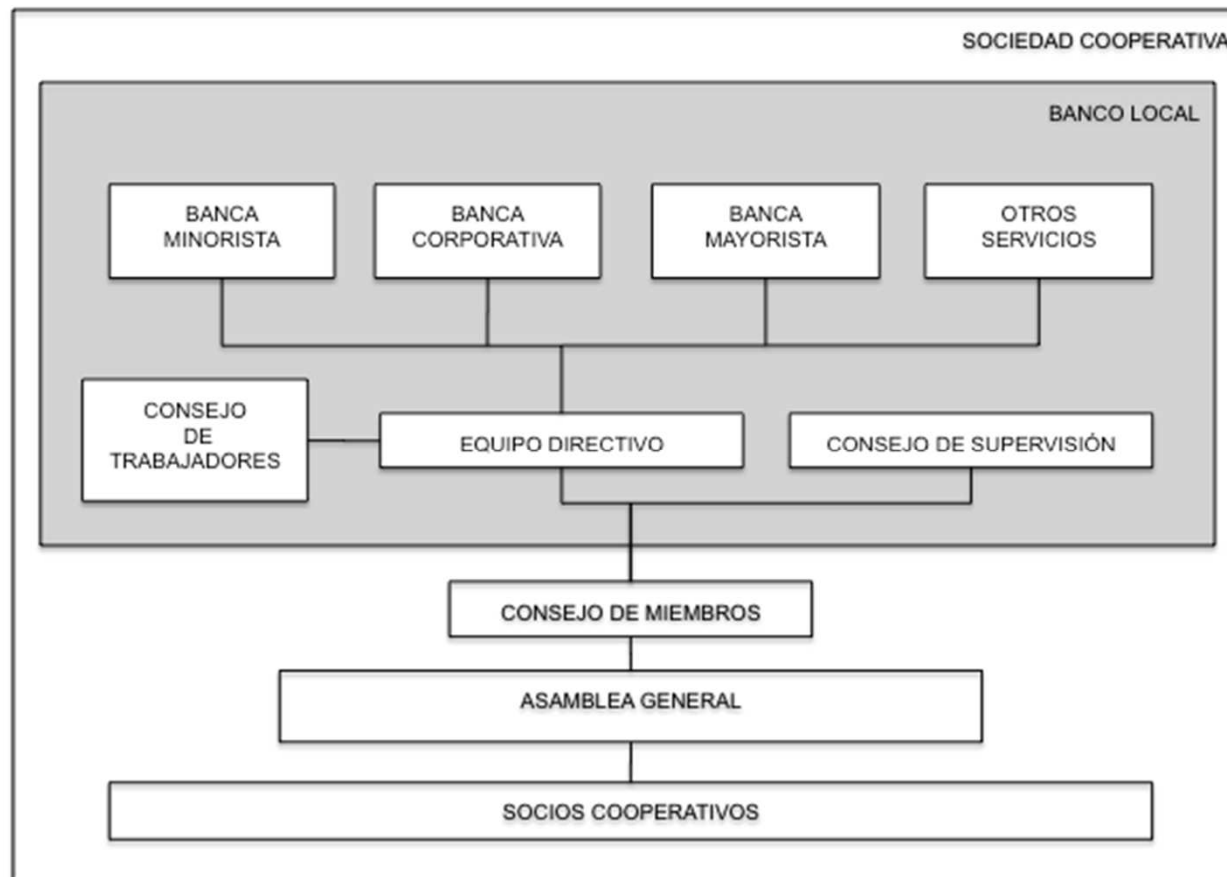 SOCIEDAD COOPERATIVA
BANCO LOCAL
BANCA
MINORISTA
BANCA
CORPORATIVA
BANCA
MAYORISTA
OTROS
SERVICIOS
CONSEJO
DE
TRABAJADORES
EQUIPO DIRECTIVO
CONSEJO DE SUPERVISIÓN
CONSEJO DE MIEMBROS
ASAMBLEA GENERAL
SOCIOS COOPERATIVOS